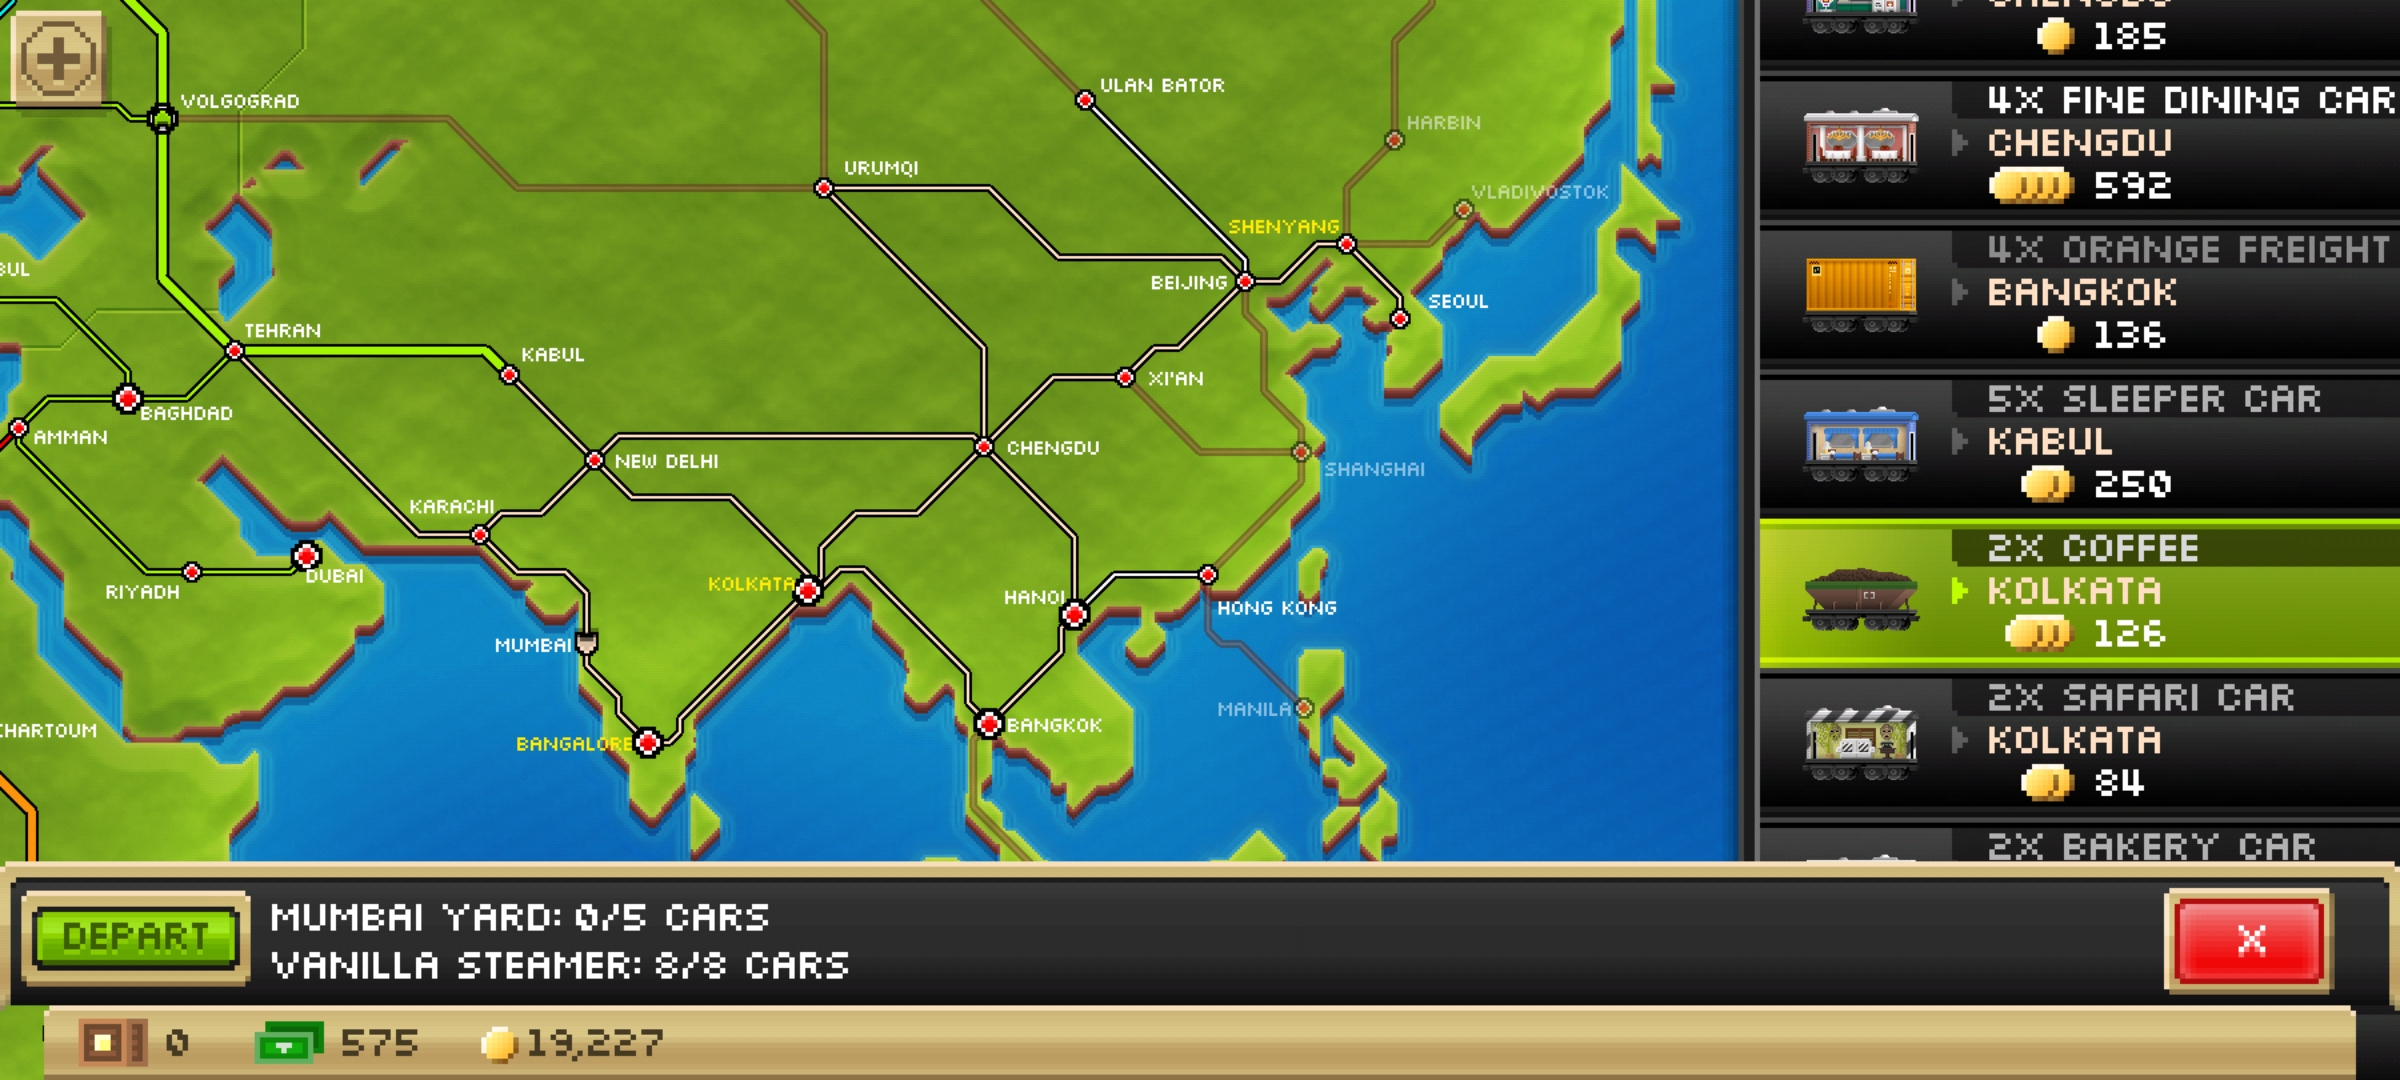 VOLGOGRAD
ULAN BATOR
HARBIN
URUMQI
VLADIVOSTOK
SHENYANG
BUL
BEIJING
SEOUL
TEHRAN
KABUL
XI'AN
BAGHDAD
AMMAN
NEW DELHI
CHENGDU
SHANGHAI
KARACHI
RIYADH
DUBAI
KOLKATA
HANOI
HONG KONG
MUMBAI
MANILA
CHARTOUM
BANGALORE
BANGKOK
185
4X FINE DINING CAR
CHENGDU
592
4X ORANGE FREIGHT
BANGKOK
136
5X SLEEPER CAR
KABUL
250
2X COFFEE
KOLKATA
126
2X SAFARI CAR
KOLKATA
84
2X BAKERY CAR
DEPART
MUMBAI YARD: 0/5 CARS
VANILLA STEAMER: 8/8 CARS
X
0
575
19,227